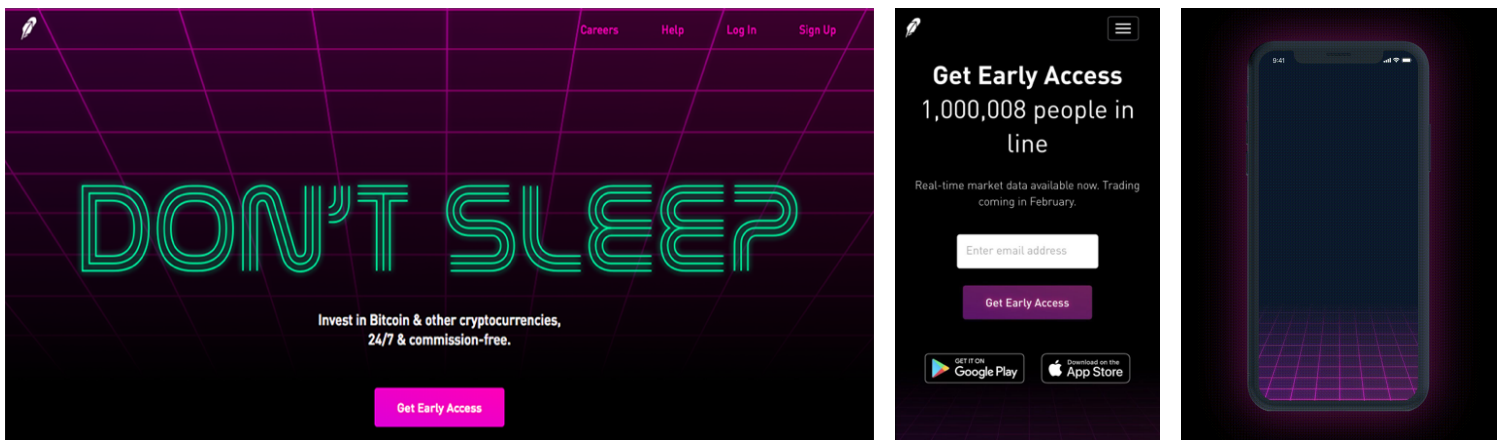 Careers Help Log In Sign Up
DON'T SLEEP
Invest in Bitcoin & other cryptocurrencies,
24/7 & commission-free.
Get Early Access
Get Early Access
1,000,008 people in
line
Real-time market data available now. Trading
coming in February.
Enter email address
Get Early Access
GET IT ON
Google Play
Download on the
App Store
9:41